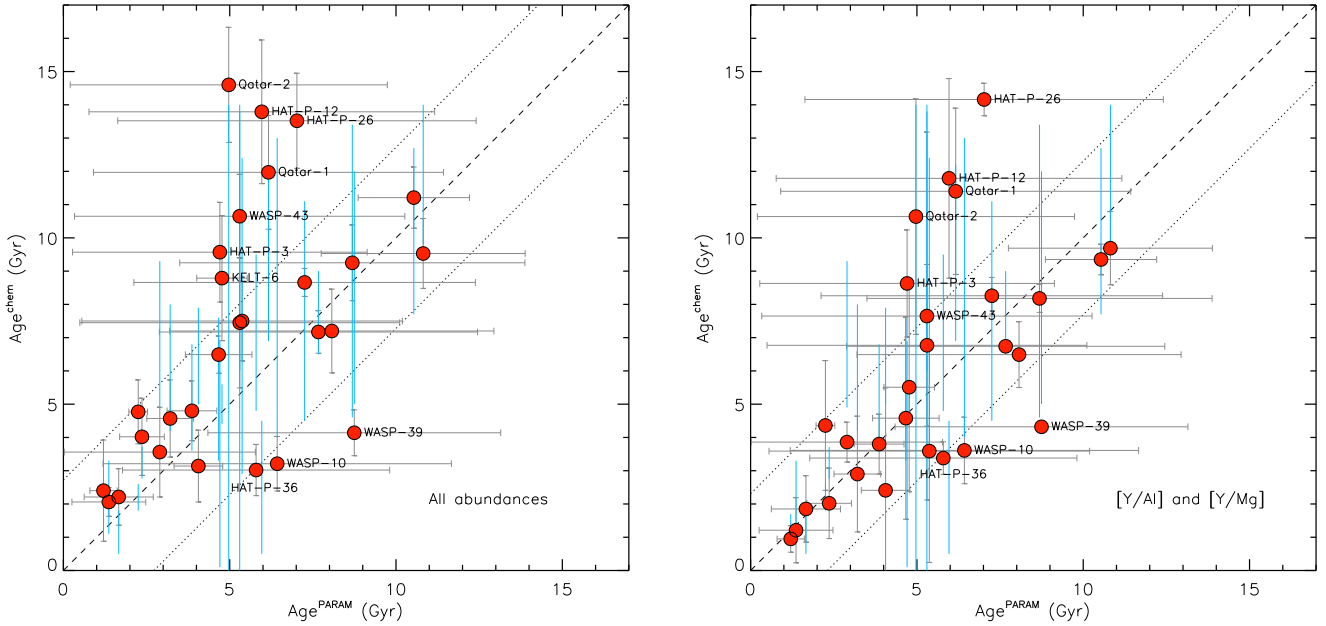 15
10
5
0
Age^chem (Gyr)
Qatar-2
HAT-P-12
HAT-P-26
Qatar-1
WASP-43
HAT-P-3
KELT-6
WASP-39
WASP-10
HAT-P-36
All abundances
0 5 10 15
Age^PARAM (Gyr)
15
10
5
0
Age^chem (Gyr)
HAT-P-26
HAT-P-12
Qatar-1
Qatar-2
HAT-P-3
WASP-43
WASP-39
WASP-10
HAT-P-36
[Y/Al] and [Y/Mg]
0 5 10 15
Age^PARAM (Gyr)